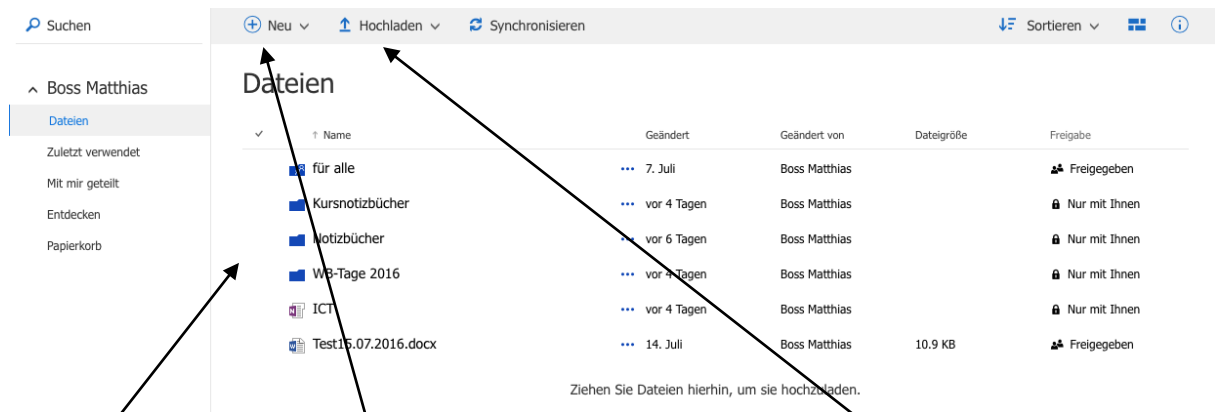 Suchen
Neu Hochladen Synchronisieren Sortieren
Boss Matthias
Dateien
Zuletzt verwendet
Mit mir geteilt
Entdecken
Papierkorb
Dateien
Name Geändert Geändert von Dateigröße Freigabe
für alle 7. Juli Boss Matthias Freigegeben
Kursnotizbücher vor 4 Tagen Boss Matthias Nur mit Ihnen
Notizbücher vor 6 Tagen Boss Matthias Nur mit Ihnen
WB-Tage 2016 vor 4 Tagen Boss Matthias Nur mit Ihnen
ICT vor 4 Tagen Boss Matthias Nur mit Ihnen
Test15.07.2016.docx 14. Juli Boss Matthias 10.9 KB Freigegeben
Ziehen Sie Dateien hierhin, um sie hochzuladen.